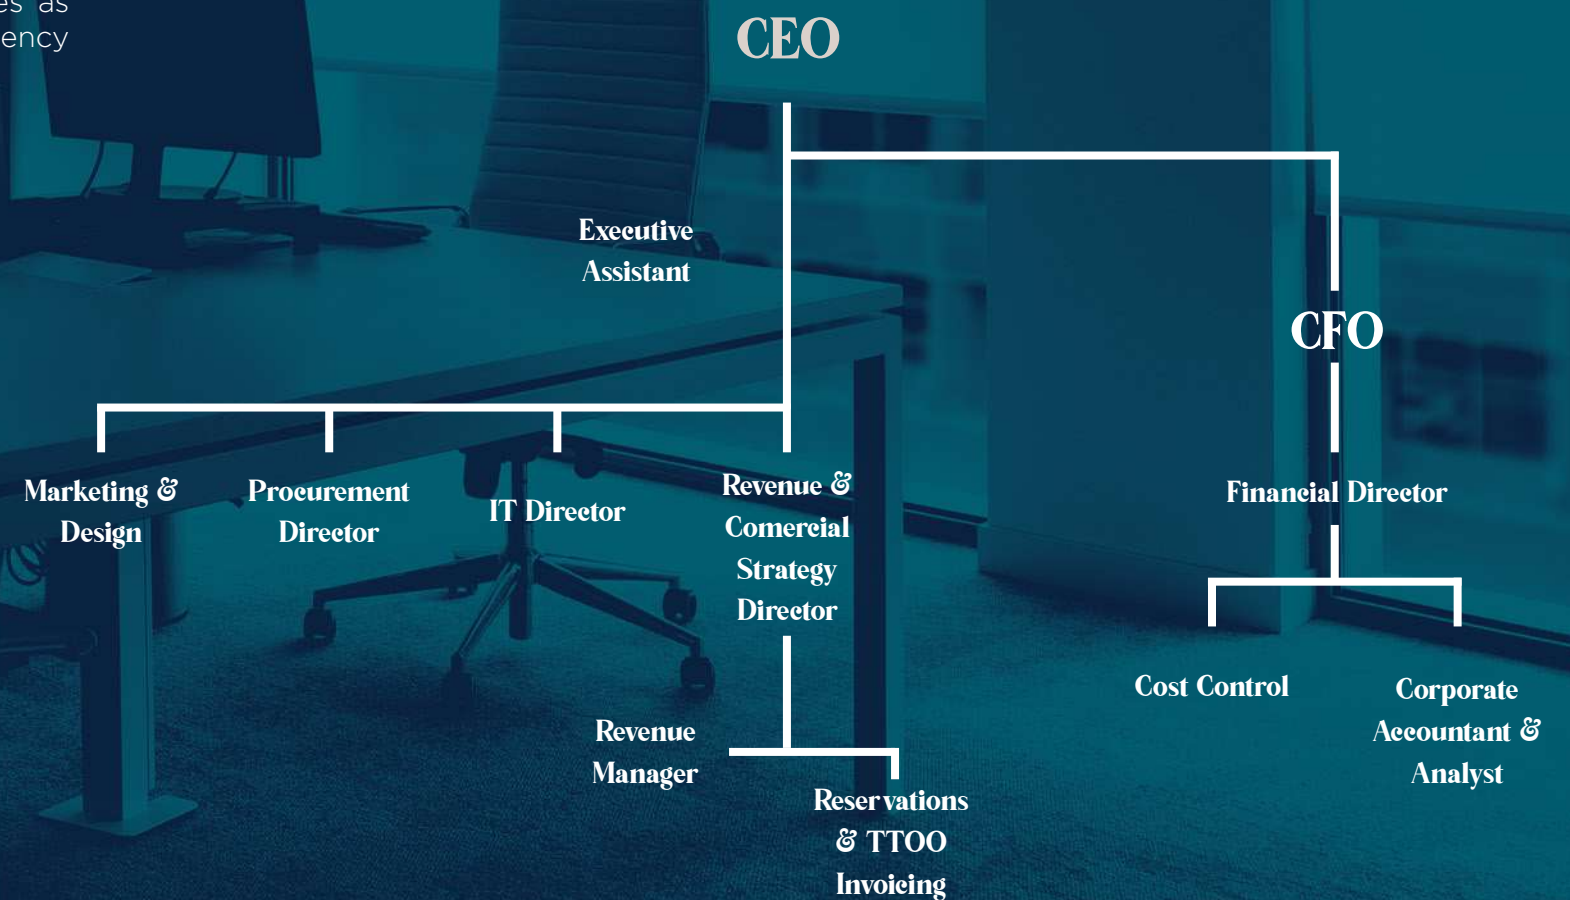 es as
ency
CEO
Executive
Assistant
CFO
Marketing &
Design
Procurement
Director
IT Director
Revenue &
Comercial
Strategy
Director
Financial Director
Revenue
Manager
Reservations
& TTOO
Invoicing
Cost Control
Corporate
Accountant &
Analyst